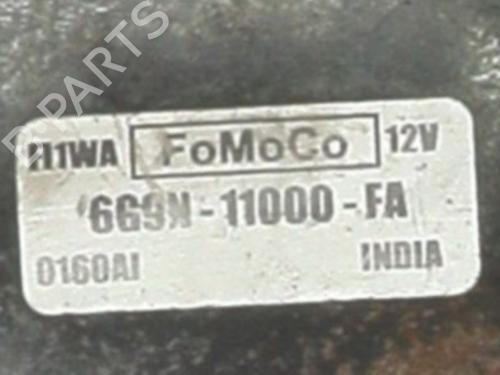 B-PARTS
H1WA FoMoCo 12V
6G9N-11000-FA
0160AI INDIA